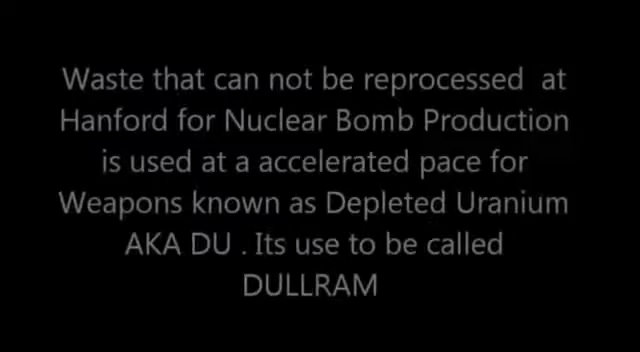 Waste that can not be reprocessed at
Hanford for Nuclear Bomb Production
is used at a accelerated pace for
Weapons known as Depleted Uranium
AKA DU . Its use to be called
DULLRAM